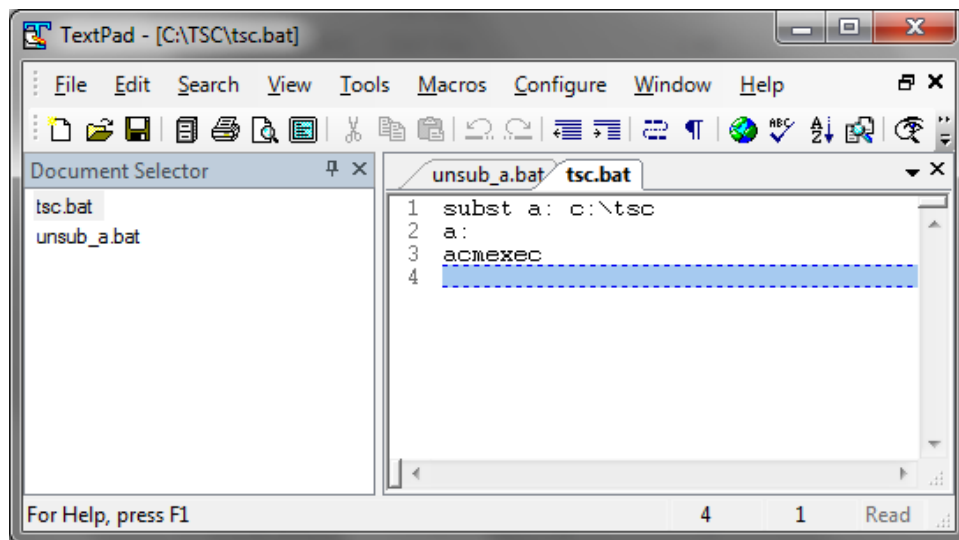 TextPad - [C:\TSC\tsc.bat]
File Edit Search View Tools Macros Configure Window Help
ABC
A
Z
Document Selector
unsub_a.bat tsc.bat
tsc.bat
unsub_a.bat
1 subst a: c:\tsc
2 a:
3 acmexec
4
For Help, press F1 4 1 Read